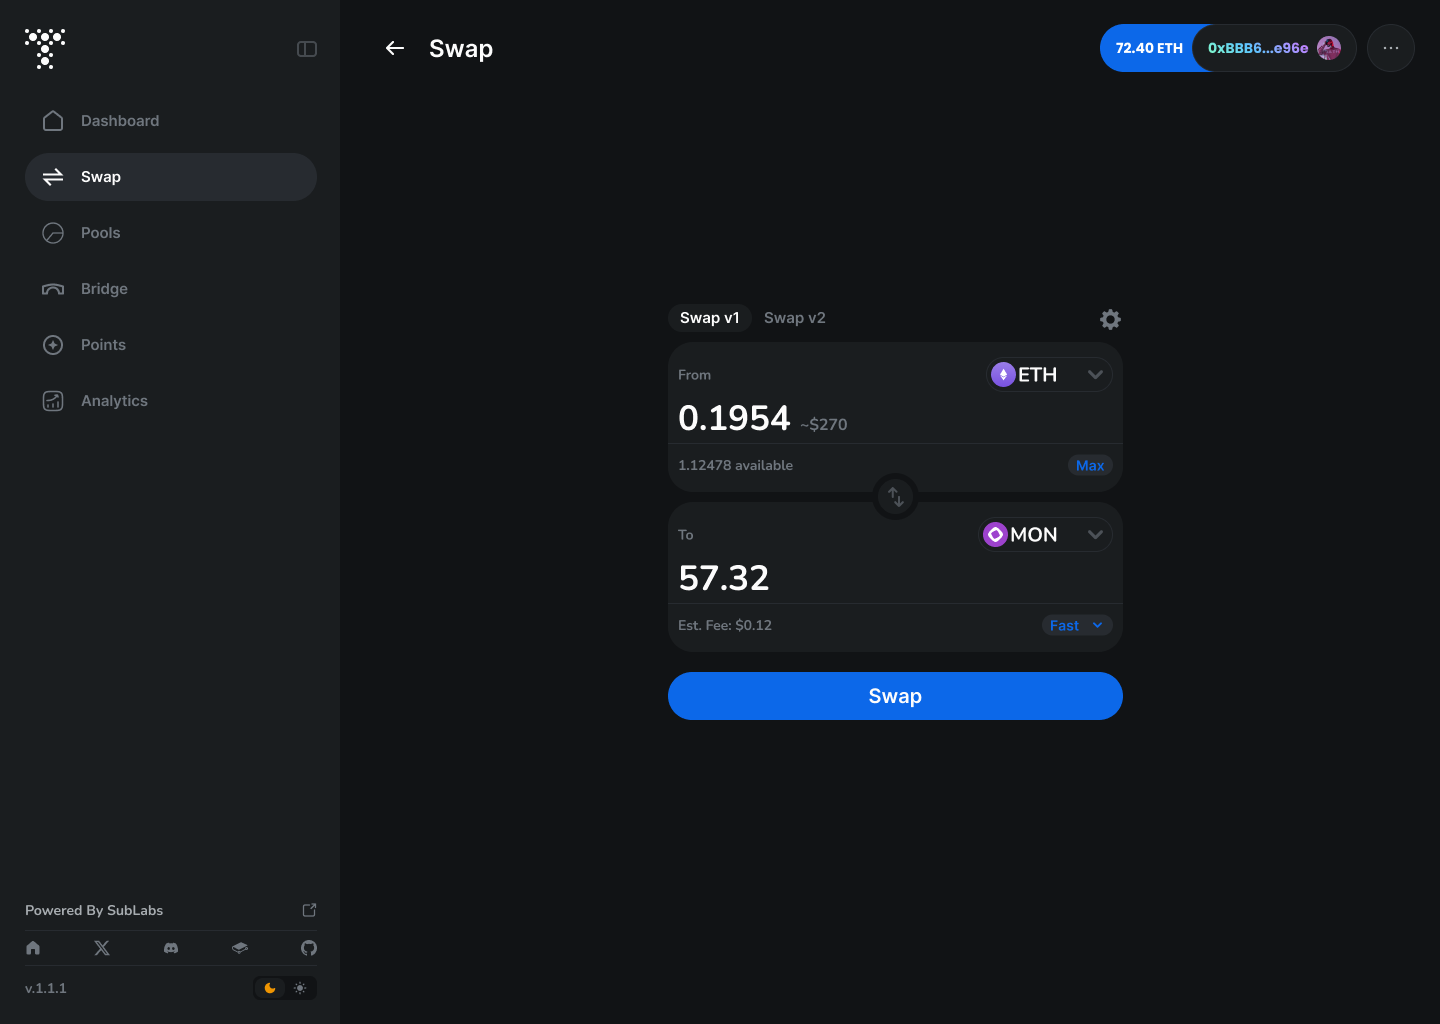 Swap
72.40 ETH
0xBBB6...e96e
Dashboard
Swap
Pools
Bridge
Points
Analytics
Swap v1 Swap v2
From
ETH
0.1954 ~$270
1.12478 available
Max
To
MON
57.32
Est. Fee: $0.12
Fast
Swap
Powered By SubLabs
v.1.1.1